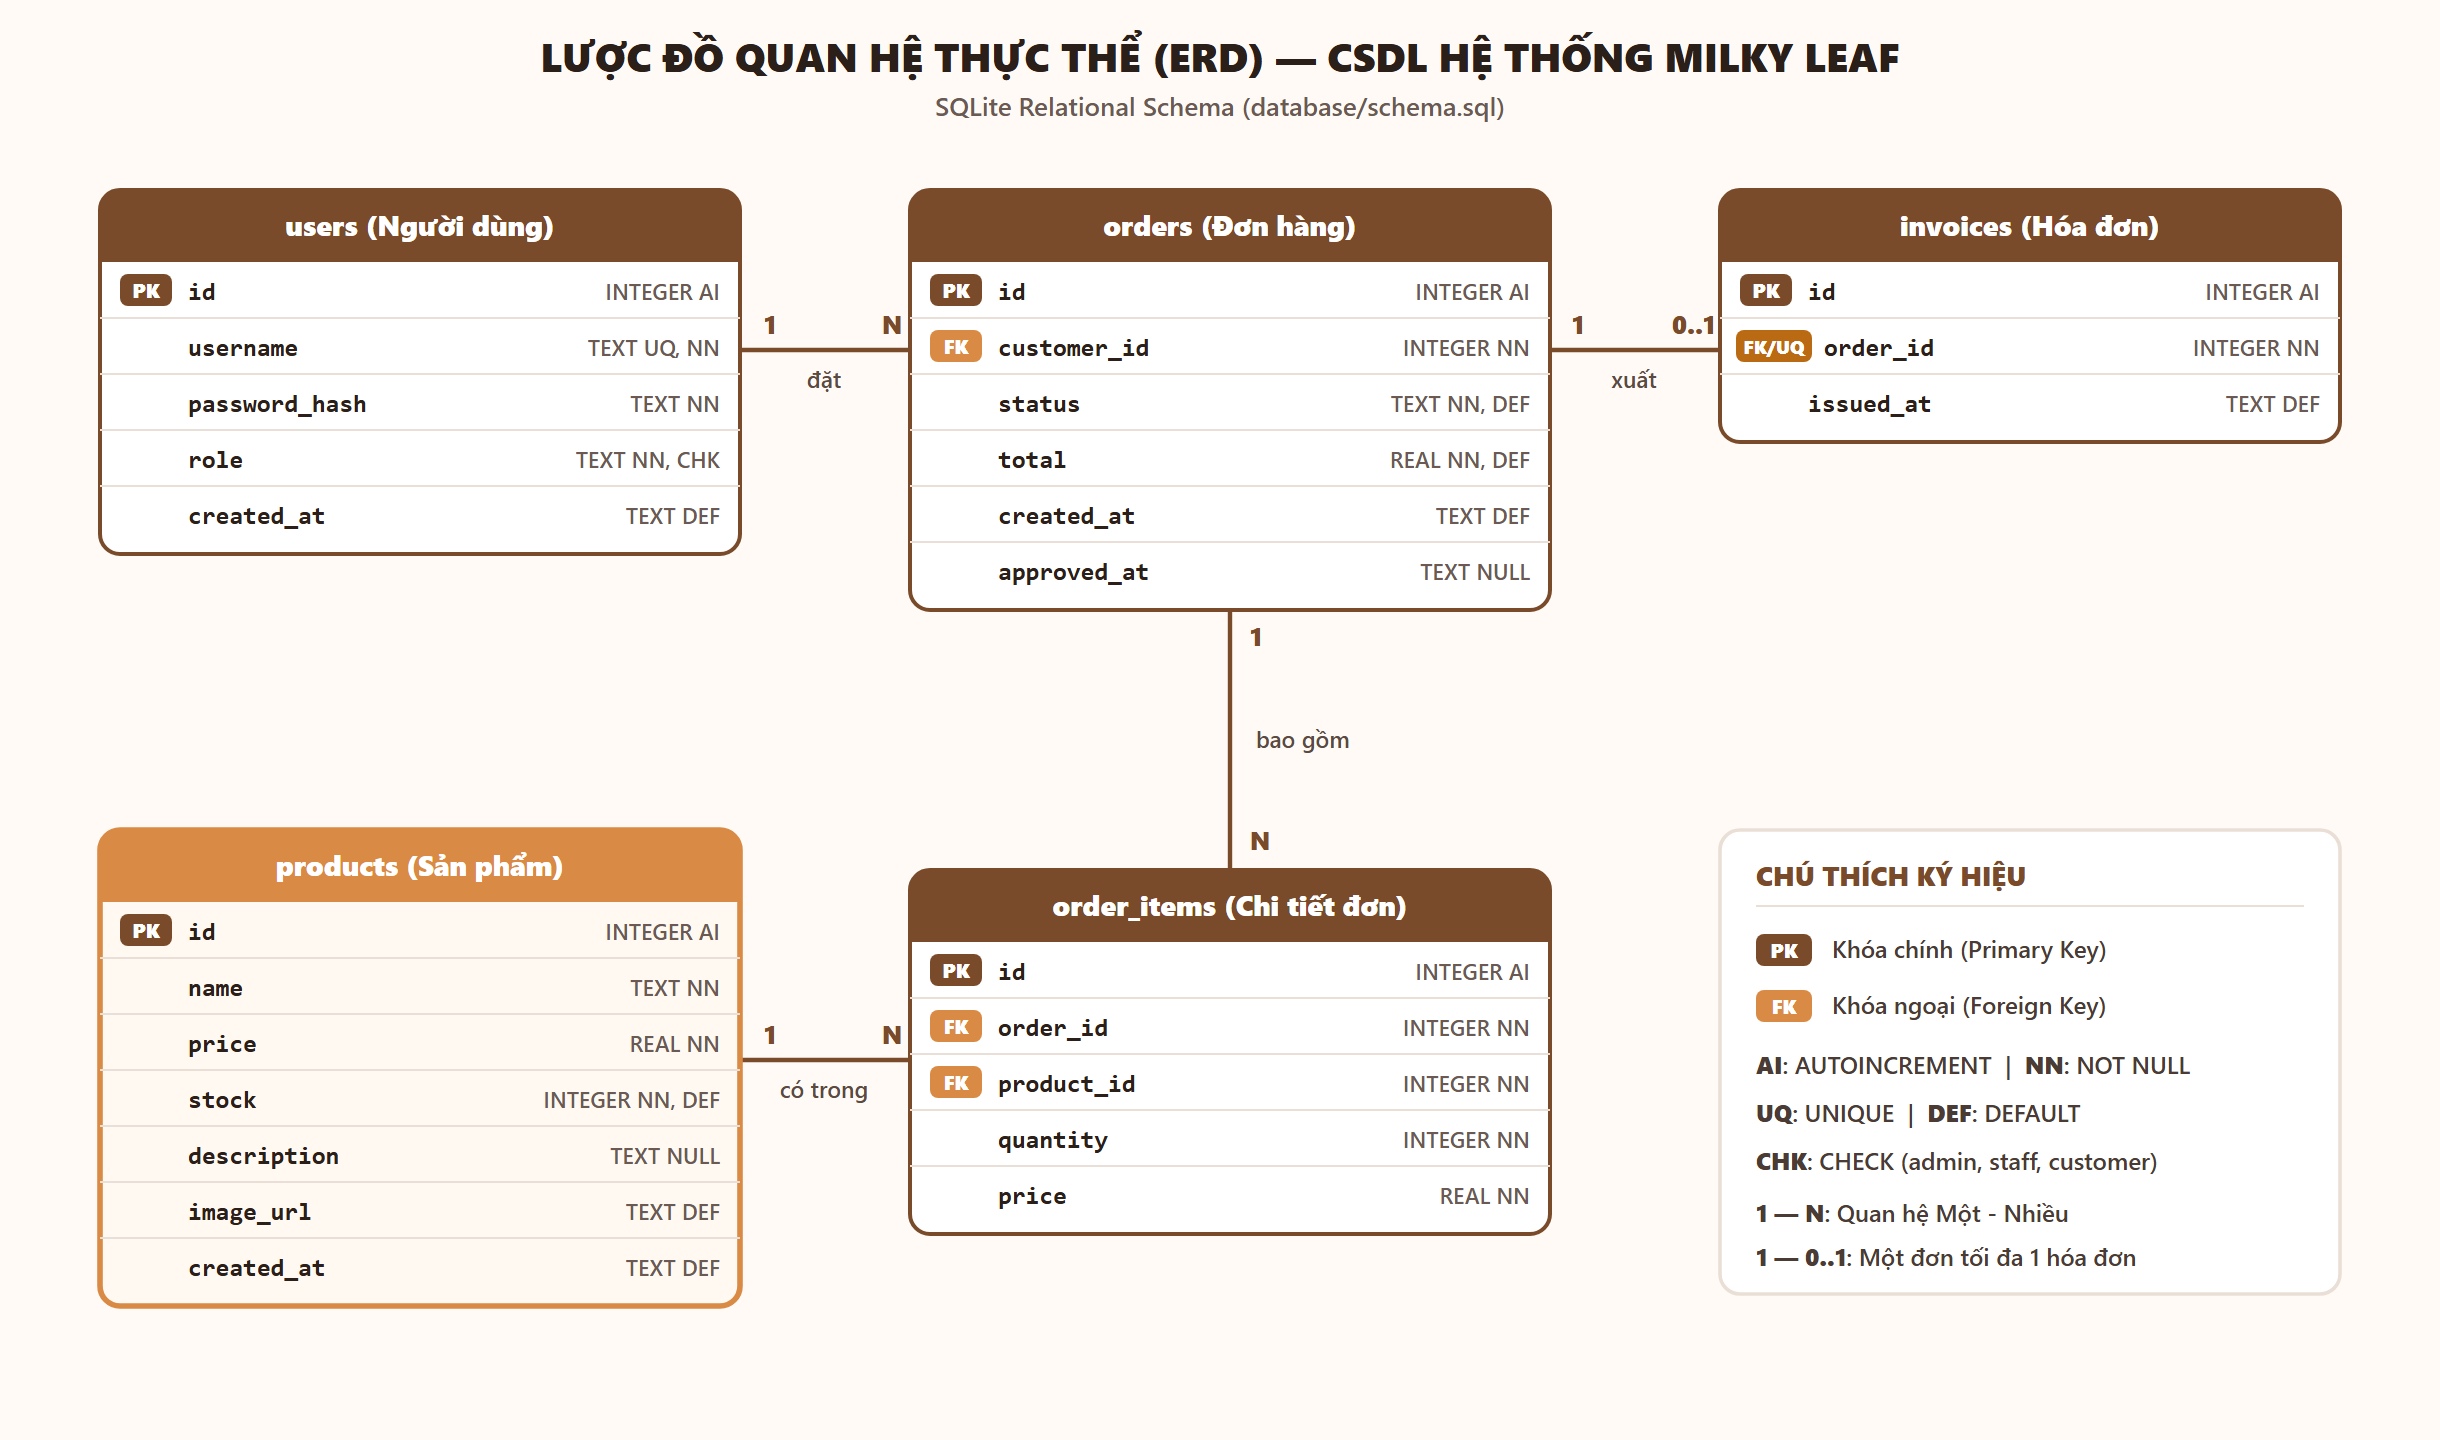 LƯỢC ĐỒ QUAN HỆ THỰC THỂ (ERD) — CSDL HỆ THỐNG MILKY LEAF
SQLite Relational Schema (database/schema.sql)
users (Người dùng)
PK id INTEGER AI
username TEXT UQ, NN
password_hash TEXT NN
role TEXT NN, CHK
created_at TEXT DEF
1 N
đặt
orders (Đơn hàng)
PK id INTEGER AI
FK customer_id INTEGER NN
status TEXT NN, DEF
total REAL NN, DEF
created_at TEXT DEF
approved_at TEXT NULL
1 0..1
xuất
invoices (Hóa đơn)
PK id INTEGER AI
FK/UQ order_id INTEGER NN
issued_at TEXT DEF
1
bao gồm
N
products (Sản phẩm)
PK id INTEGER AI
name TEXT NN
price REAL NN
stock INTEGER NN, DEF
description TEXT NULL
image_url TEXT DEF
created_at TEXT DEF
1 N
có trong
order_items (Chi tiết đơn)
PK id INTEGER AI
FK order_id INTEGER NN
FK product_id INTEGER NN
quantity INTEGER NN
price REAL NN
CHÚ THÍCH KÝ HIỆU
PK Khóa chính (Primary Key)
FK Khóa ngoại (Foreign Key)
AI: AUTOINCREMENT | NN: NOT NULL
UQ: UNIQUE | DEF: DEFAULT
CHK: CHECK (admin, staff, customer)
1 — N: Quan hệ Một - Nhiều
1 — 0..1: Một đơn tối đa 1 hóa đơn